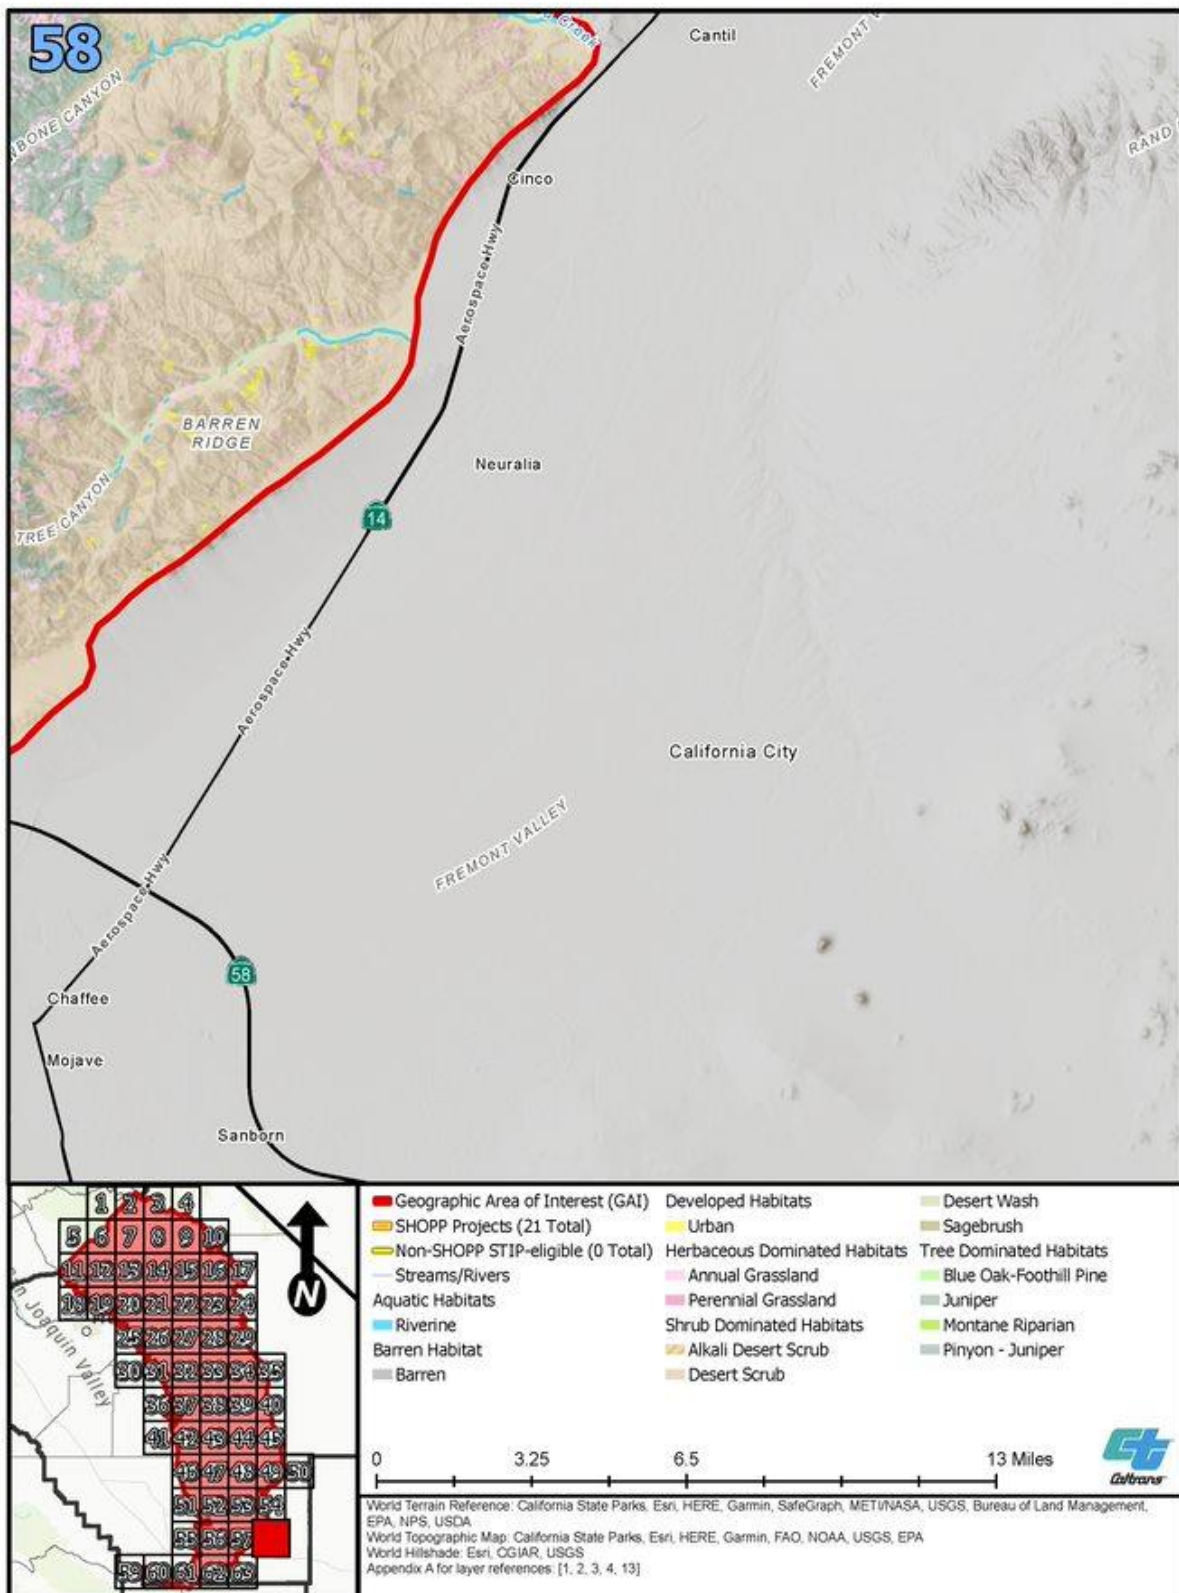 58
Creek
Cantil
FREMONT V
BONE CANYON
RAND
Cinco
Aerospace Hwy
BARREN
RIDGE
Neuralia
TREE CANYON
14
Aerospace Hwy
California City
FREMONT VALLEY
Aerospace Hwy
58
Chaffee
Mojave
Sanborn
1 2 3 4
5 6 7 8 9 10
11 12 13 14 15 16 17
18 19 20 21 22 23 24
25 26 27 28 29
30 31 32 33 34 35
36 37 38 39 40
41 42 43 44 45
46 47 48 49 50
51 52 53 54
55 56 57
59 60 61 62 63
n Joaquin Valley
N
Geographic Area of Interest (GAI)
SHOPP Projects (21 Total)
Non-SHOPP STIP-eligible (0 Total)
Streams/Rivers
Aquatic Habitats
Riverine
Barren Habitat
Barren
Developed Habitats
Urban
Herbaceous Dominated Habitats
Annual Grassland
Perennial Grassland
Shrub Dominated Habitats
Alkali Desert Scrub
Desert Scrub
Desert Wash
Sagebrush
Tree Dominated Habitats
Blue Oak-Foothill Pine
Juniper
Montane Riparian
Pinyon - Juniper
0 3.25 6.5 13 Miles
ct
Caltrans
World Terrain Reference: California State Parks, Esri, HERE, Garmin, SafeGraph, METI/NASA, USGS, Bureau of Land Management,
EPA, NPS, USDA
World Topographic Map: California State Parks, Esri, HERE, Garmin, FAO, NOAA, USGS, EPA
World Hillshade: Esri, CGIAR, USGS
Appendix A for layer references: [1, 2, 3, 4, 13]